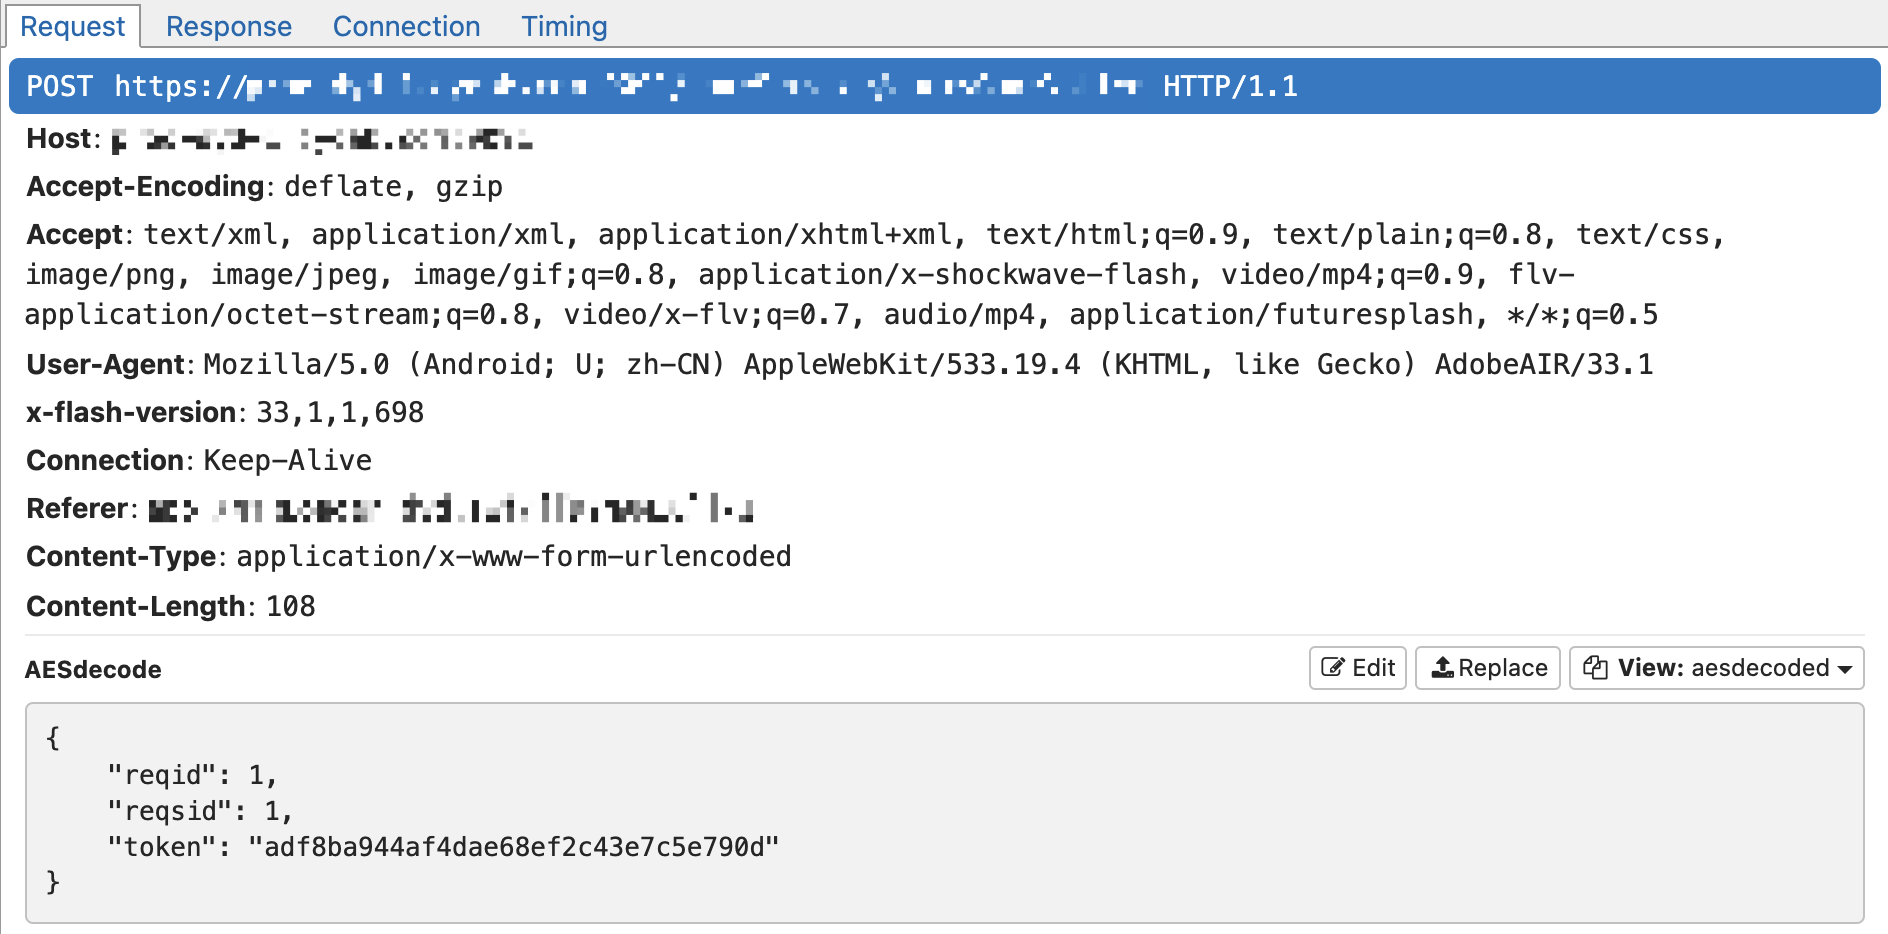 Request Response Connection Timing
POST https:// HTTP/1.1
Host:
Accept-Encoding: deflate, gzip
Accept: text/xml, application/xml, application/xhtml+xml, text/html;q=0.9, text/plain;q=0.8, text/css,
image/png, image/jpeg, image/gif;q=0.8, application/x-shockwave-flash, video/mp4;q=0.9, flv-
application/octet-stream;q=0.8, video/x-flv;q=0.7, audio/mp4, application/futuresplash, */*;q=0.5
User-Agent: Mozilla/5.0 (Android; U; zh-CN) AppleWebKit/533.19.4 (KHTML, like Gecko) AdobeAIR/33.1
x-flash-version: 33,1,1,698
Connection: Keep-Alive
Referer:
Content-Type: application/x-www-form-urlencoded
Content-Length: 108
AESdecode Edit Replace View: aesdecoded
{
"reqid": 1,
"reqsid": 1,
"token": "adf8ba944af4dae68ef2c43e7c5e790d"
}